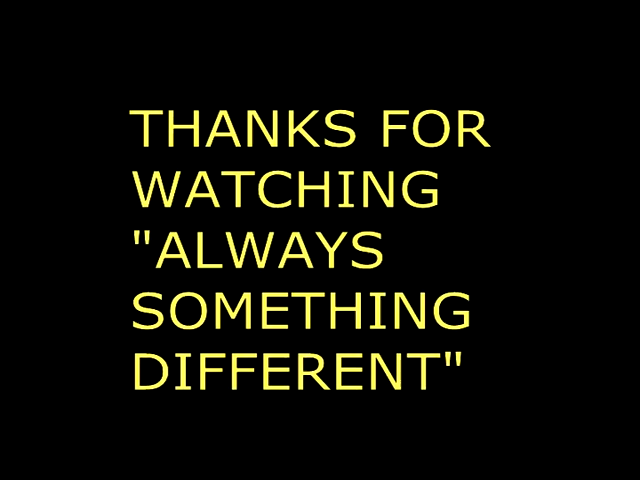 THANKS FOR
WATCHING
"ALWAYS
SOMETHING
DIFFERENT"